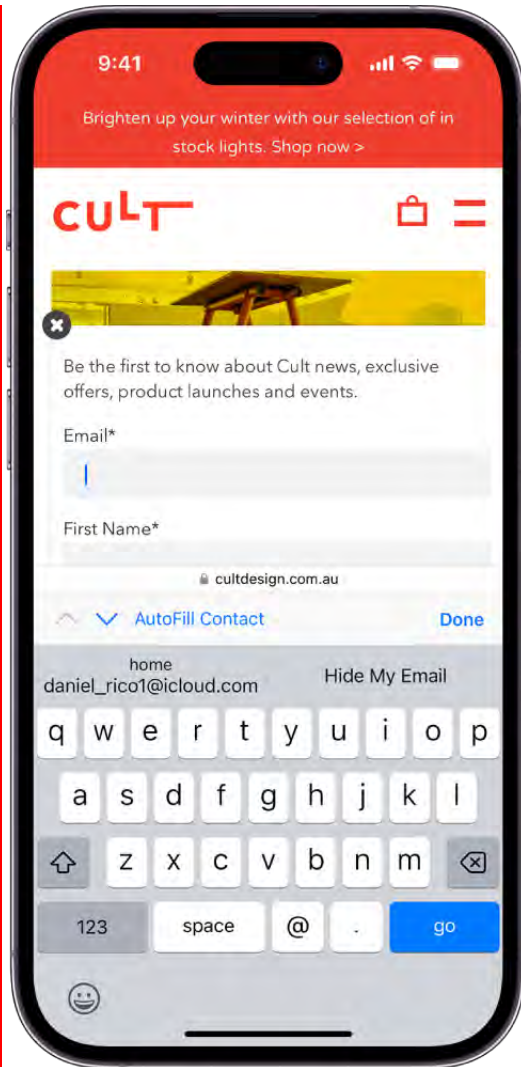 9:41
Brighten up your winter with our selection of in
stock lights. Shop now >
CULT
Be the first to know about Cult news, exclusive
offers, product launches and events.
Email*
First Name*
cultdesign.com.au
AutoFill Contact Done
home
daniel_rico1@icloud.com Hide My Email
q w e r t y u i o p
a s d f g h j k l
z x c v b n m
123 space @ . go